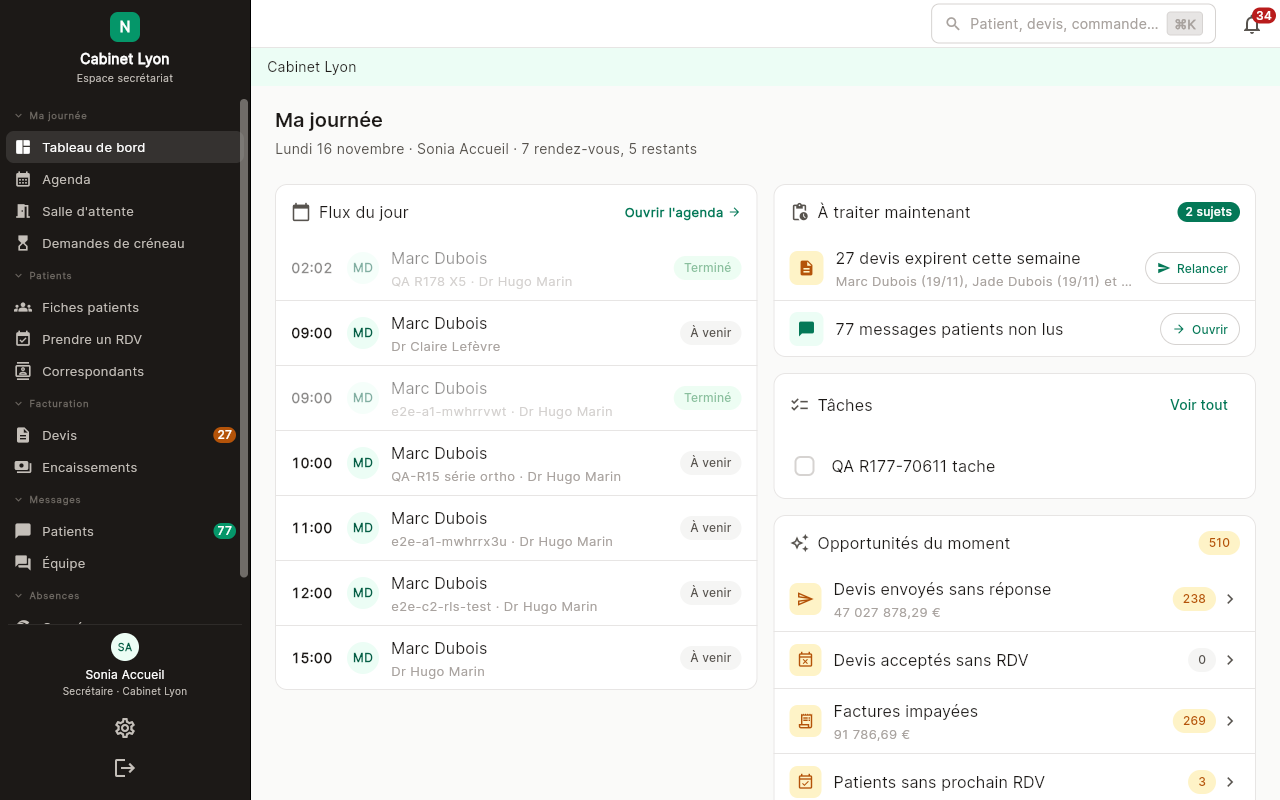 N
Cabinet Lyon
Espace secrétariat
Ma journée
Tableau de bord
Agenda
Salle d'attente
Demandes de créneau
Patients
Fiches patients
Prendre un RDV
Correspondants
Facturation
Devis 27
Encaissements
Messages
Patients 77
Équipe
Absences
SA
Sonia Accueil
Secrétaire · Cabinet Lyon
Patient, devis, commande... ⌘K
34
Cabinet Lyon
Ma journée
Lundi 16 novembre · Sonia Accueil · 7 rendez-vous, 5 restants
Flux du jour
Ouvrir l'agenda →
02:02 MD Marc Dubois Terminé
QA R178 X5 · Dr Hugo Marin
09:00 MD Marc Dubois À venir
Dr Claire Lefèvre
09:00 MD Marc Dubois Terminé
e2e-a1-mwhrrvwt · Dr Hugo Marin
10:00 MD Marc Dubois À venir
QA-R15 série ortho · Dr Hugo Marin
11:00 MD Marc Dubois À venir
e2e-a1-mwhrrx3u · Dr Hugo Marin
12:00 MD Marc Dubois À venir
e2e-c2-rls-test · Dr Hugo Marin
15:00 MD Marc Dubois À venir
Dr Hugo Marin
À traiter maintenant 2 sujets
27 devis expirent cette semaine
Marc Dubois (19/11), Jade Dubois (19/11) et ...
Relancer
77 messages patients non lus
Ouvrir
Tâches Voir tout
QA R177-70611 tache
Opportunités du moment 510
Devis envoyés sans réponse 238
47 027 878,29 €
Devis acceptés sans RDV 0
Factures impayées 269
91 786,69 €
Patients sans prochain RDV 3